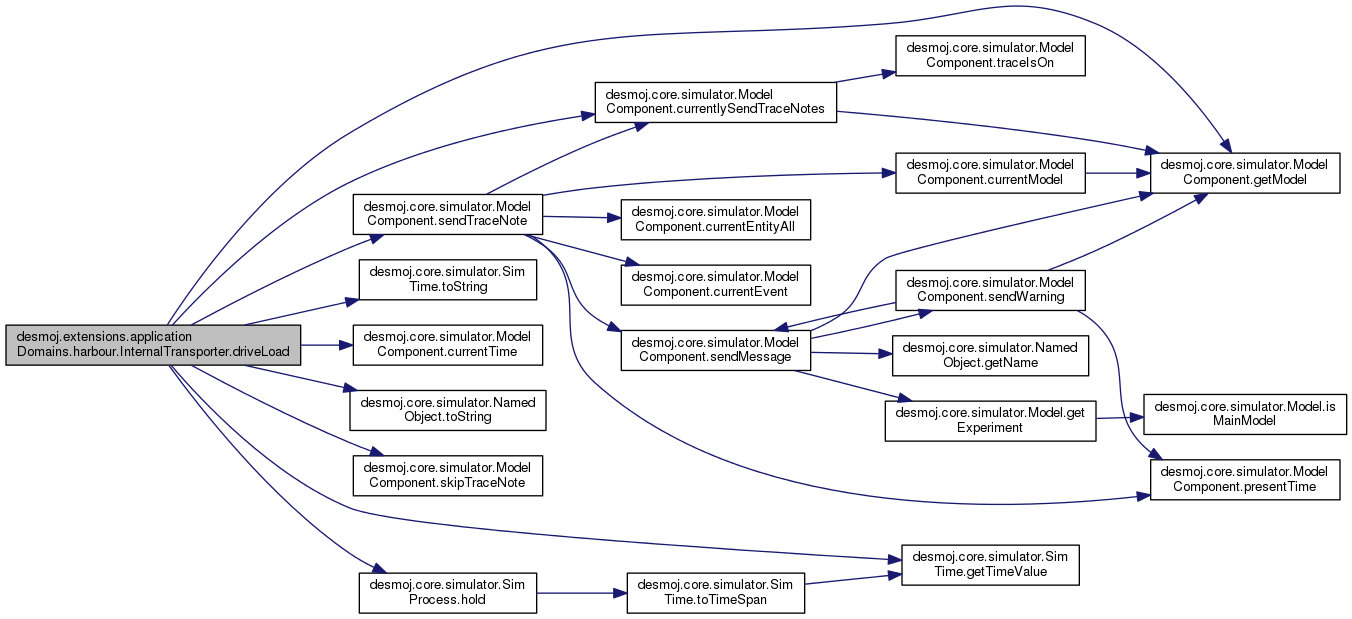 desmoj.extensions.application
Domains.harbour.InternalTransporter.driveLoad
desmoj.core.simulator.Model
Component.sendTraceNote
desmoj.core.simulator.Sim
Time.toString
desmoj.core.simulator.Model
Component.currentTime
desmoj.core.simulator.Named
Object.toString
desmoj.core.simulator.Model
Component.skipTraceNote
desmoj.core.simulator.Sim
Process.hold
desmoj.core.simulator.Model
Component.currentlySendTraceNotes
desmoj.core.simulator.Model
Component.currentEntityAll
desmoj.core.simulator.Model
Component.currentEvent
desmoj.core.simulator.Model
Component.sendMessage
desmoj.core.simulator.Sim
Time.toTimeSpan
desmoj.core.simulator.Model
Component.traceIsOn
desmoj.core.simulator.Model
Component.currentModel
desmoj.core.simulator.Model
Component.sendWarning
desmoj.core.simulator.Named
Object.getName
desmoj.core.simulator.Model.get
Experiment
desmoj.core.simulator.Sim
Time.getTimeValue
desmoj.core.simulator.Model
Component.getModel
desmoj.core.simulator.Model.is
MainModel
desmoj.core.simulator.Model
Component.presentTime